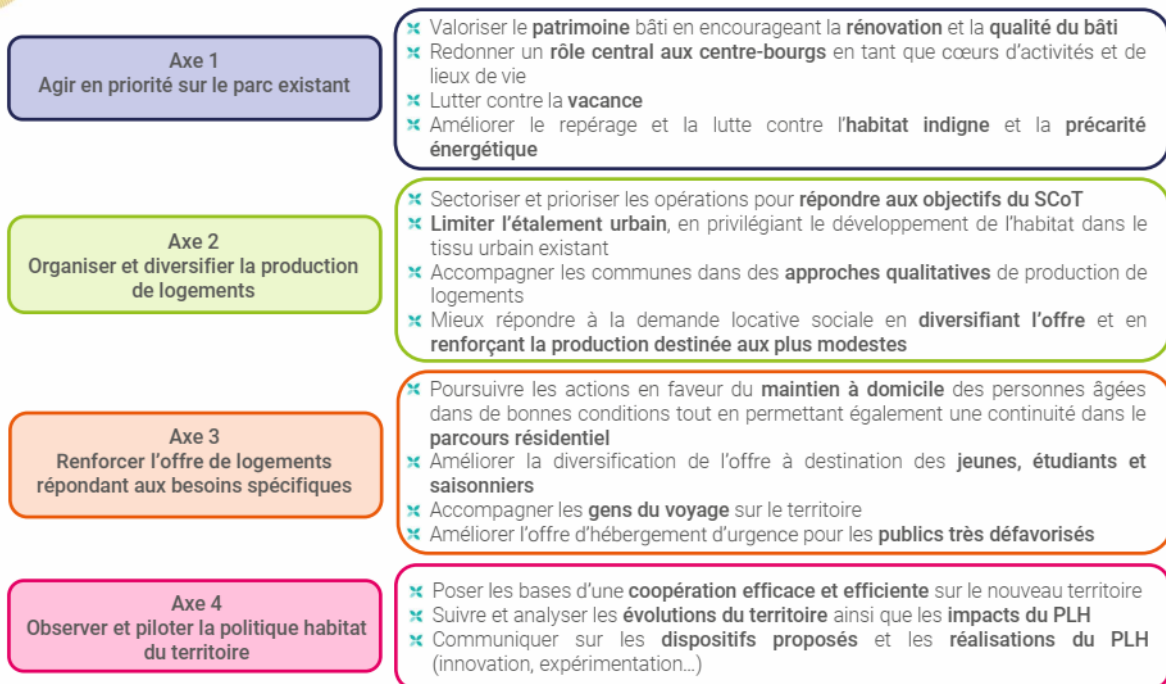 Axe 1
Agir en priorité sur le parc existant
Valoriser le patrimoine bâti en encourageant la rénovation et la qualité du bâti
Redonner un rôle central aux centre-bourgs en tant que cœurs d'activités et de
lieux de vie
Lutter contre la vacance
Améliorer le repérage et la lutte contre l'habitat indigne et la précarité
énergétique
Axe 2
Organiser et diversifier la production
de logements
Sectoriser et prioriser les opérations pour répondre aux objectifs du SCoT
Limiter l'étalement urbain, en privilégiant le développement de l'habitat dans le
tissu urbain existant
Accompagner les communes dans des approches qualitatives de production de
logements
Mieux répondre à la demande locative sociale en diversifiant l'offre et en
renforçant la production destinée aux plus modestes
Axe 3
Renforcer l'offre de logements
répondant aux besoins spécifiques
Poursuivre les actions en faveur du maintien à domicile des personnes âgées
dans de bonnes conditions tout en permettant également une continuité dans le
parcours résidentiel
Améliorer la diversification de l'offre à destination des jeunes, étudiants et
saisonniers
Accompagner les gens du voyage sur le territoire
Améliorer l'offre d'hébergement d'urgence pour les publics très défavorisés
Axe 4
Observer et piloter la politique habitat
du territoire
Poser les bases d'une coopération efficace et efficiente sur le nouveau territoire
Suivre et analyser les évolutions du territoire ainsi que les impacts du PLH
Communiquer sur les dispositifs proposés et les réalisations du PLH
(innovation, expérimentation...)